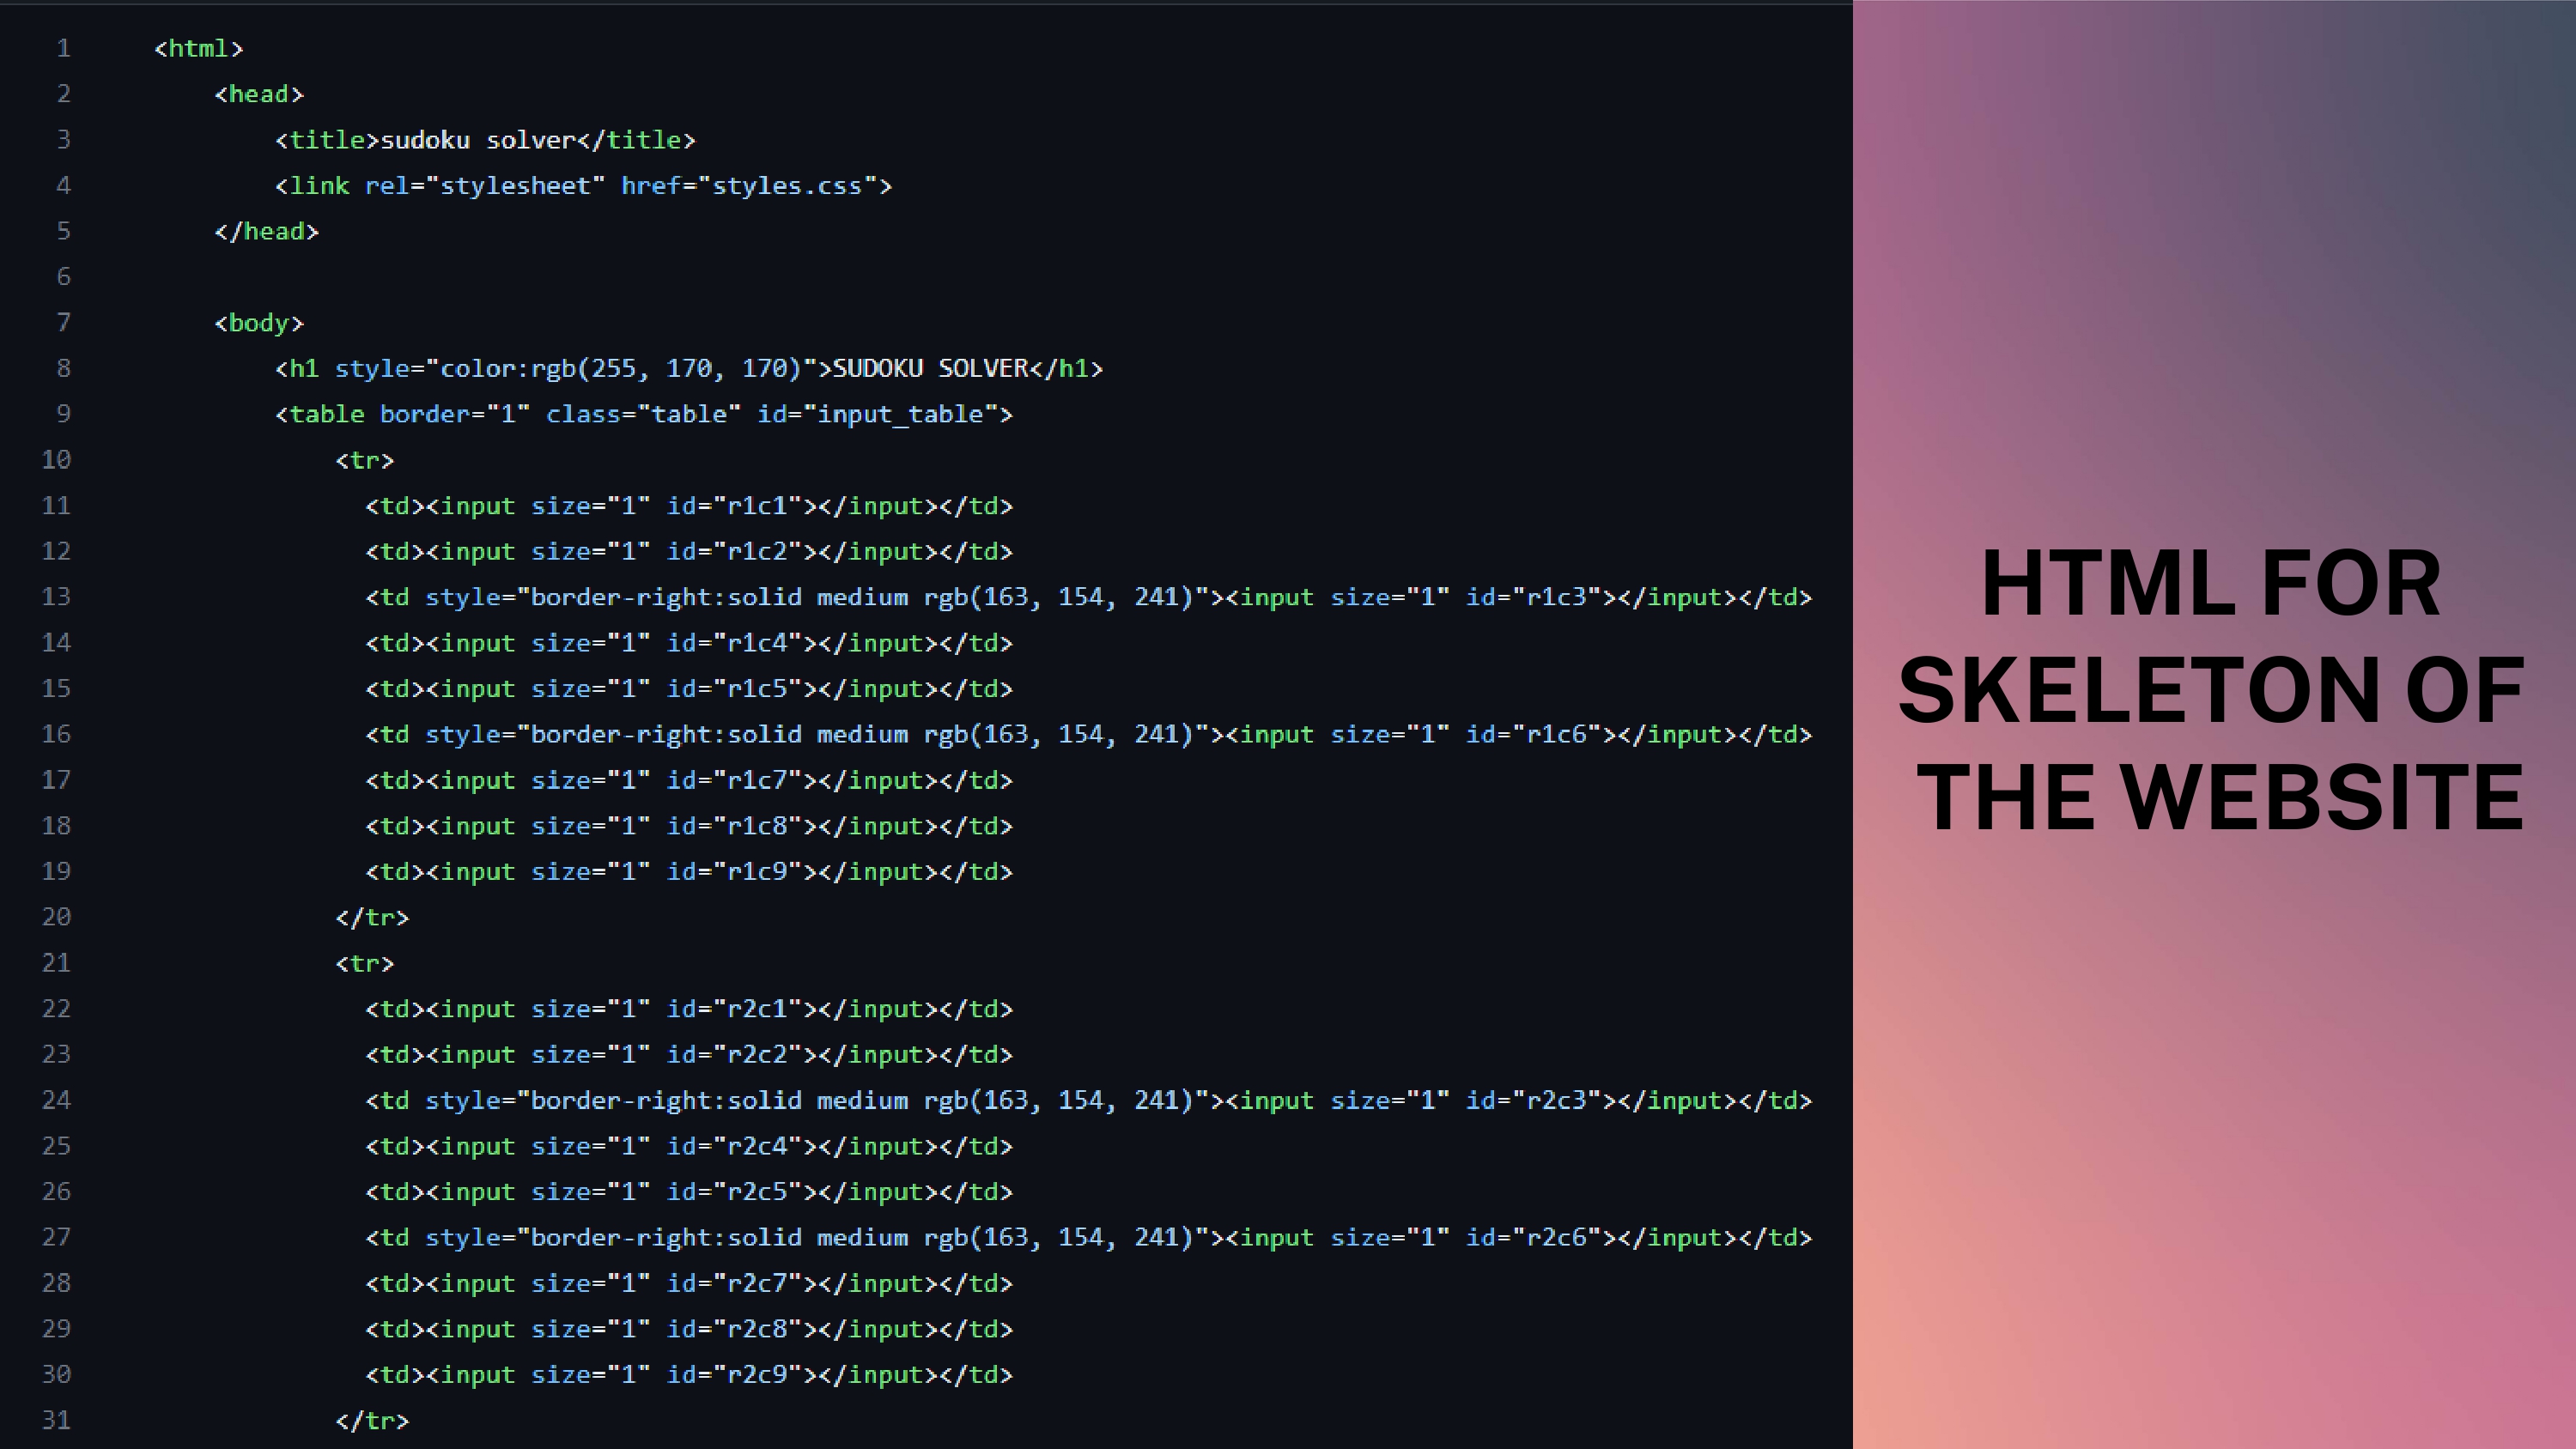 1 <html>
2 <head>
3 <title>sudoku solver</title>
4 <link rel="stylesheet" href="styles.css">
5 </head>
6
7 <body>
8 <h1 style="color:rgb(255, 170, 170)">SUDOKU SOLVER</h1>
9 <table border="1" class="table" id="input_table">
10 <tr>
11 <td><input size="1" id="r1c1"></input></td>
12 <td><input size="1" id="r1c2"></input></td>
13 <td style="border-right:solid medium rgb(163, 154, 241)"><input size="1" id="r1c3"></input></td>
14 <td><input size="1" id="r1c4"></input></td>
15 <td><input size="1" id="r1c5"></input></td>
16 <td style="border-right:solid medium rgb(163, 154, 241)"><input size="1" id="r1c6"></input></td>
17 <td><input size="1" id="r1c7"></input></td>
18 <td><input size="1" id="r1c8"></input></td>
19 <td><input size="1" id="r1c9"></input></td>
20 </tr>
21 <tr>
22 <td><input size="1" id="r2c1"></input></td>
23 <td><input size="1" id="r2c2"></input></td>
24 <td style="border-right:solid medium rgb(163, 154, 241)"><input size="1" id="r2c3"></input></td>
25 <td><input size="1" id="r2c4"></input></td>
26 <td><input size="1" id="r2c5"></input></td>
27 <td style="border-right:solid medium rgb(163, 154, 241)"><input size="1" id="r2c6"></input></td>
28 <td><input size="1" id="r2c7"></input></td>
29 <td><input size="1" id="r2c8"></input></td>
30 <td><input size="1" id="r2c9"></input></td>
31 </tr>
HTML FOR
SKELETON OF
THE WEBSITE